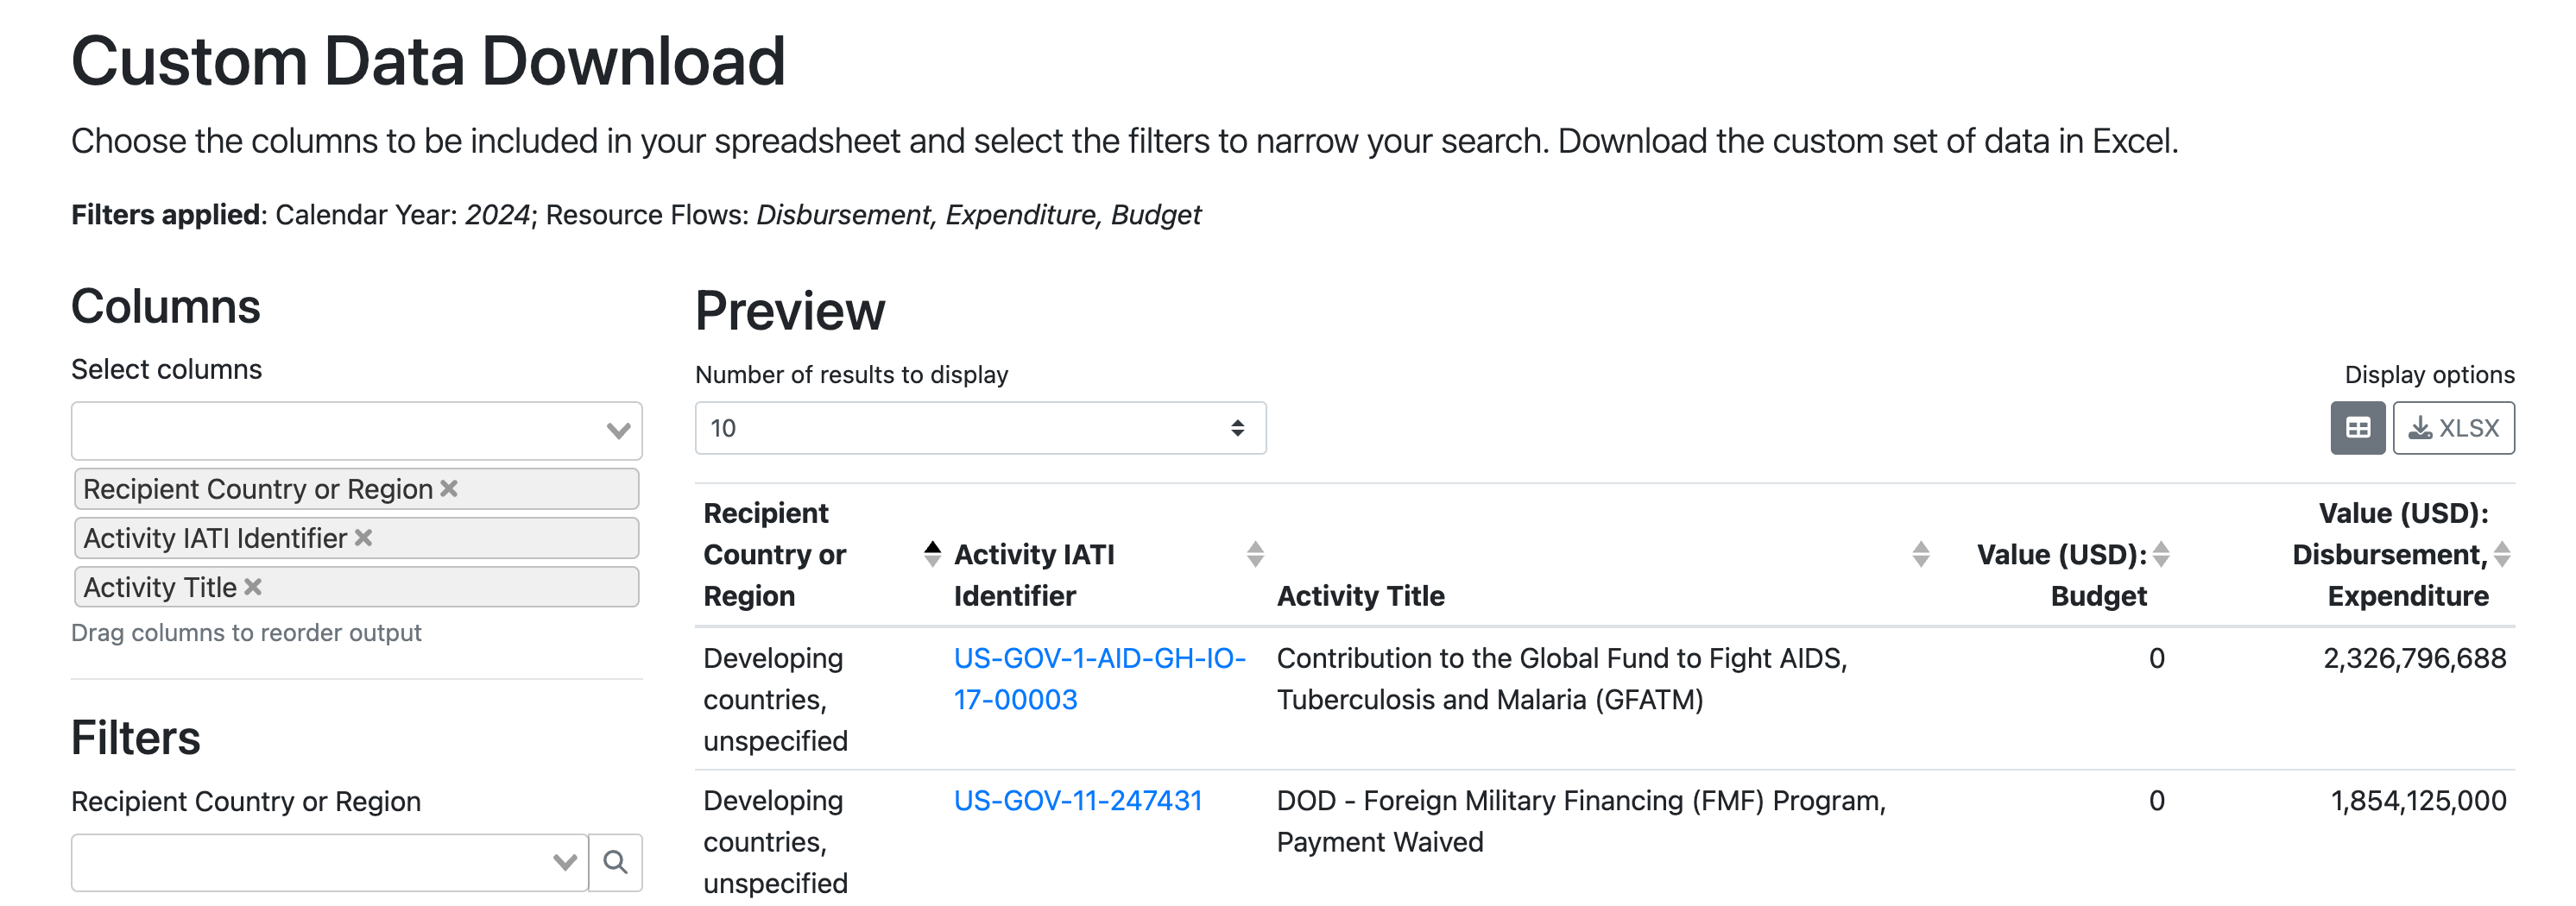 Custom Data Download
Choose the columns to be included in your spreadsheet and select the filters to narrow your search. Download the custom set of data in Excel.
Filters applied: Calendar Year: 2024; Resource Flows: Disbursement, Expenditure, Budget
Columns
Select columns
Recipient Country or Region
Activity IATI Identifier
Activity Title
Drag columns to reorder output
Filters
Recipient Country or Region
Preview
Number of results to display
10
Display options
XLSX
Recipient
Country or
Region
Activity IATI
Identifier
Activity Title
Value (USD):
Budget
Value (USD):
Disbursement,
Expenditure
Developing
countries,
unspecified
US-GOV-1-AID-GH-IO-
17-00003
Contribution to the Global Fund to Fight AIDS,
Tuberculosis and Malaria (GFATM)
0
2,326,796,688
Developing
countries,
unspecified
US-GOV-11-247431
DOD - Foreign Military Financing (FMF) Program,
Payment Waived
0
1,854,125,000